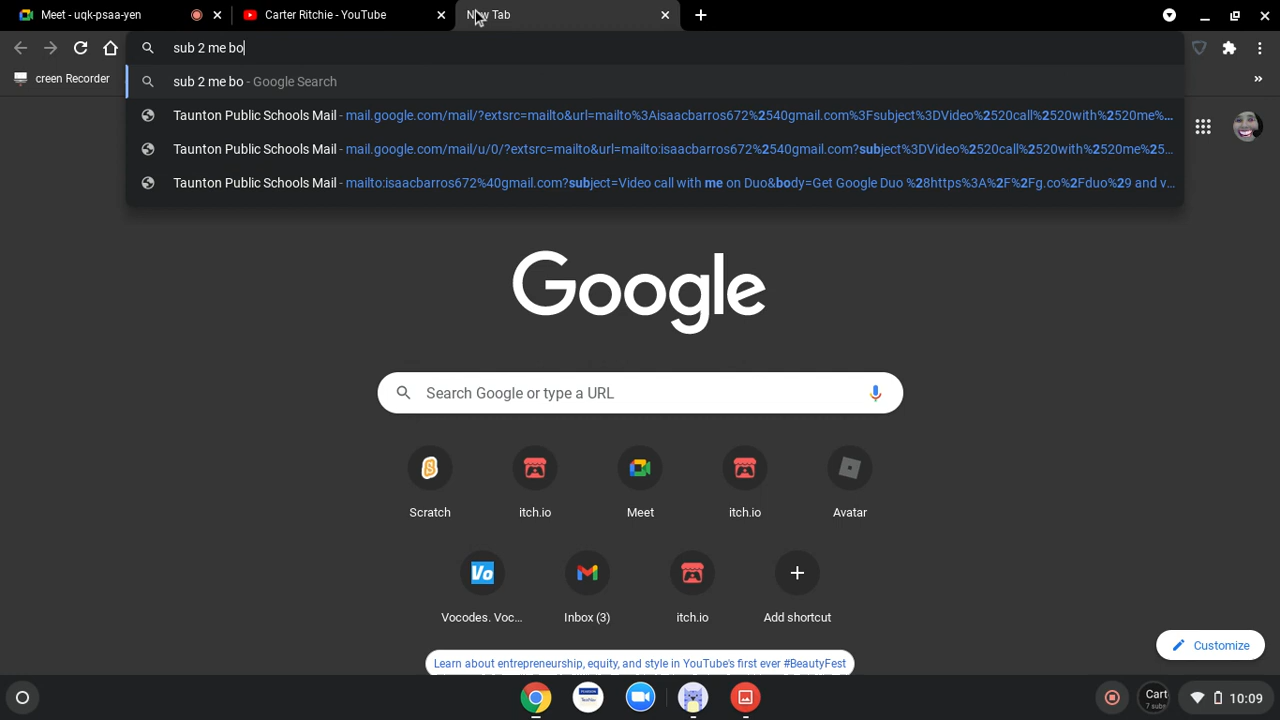 Meet - uqk-psaa-yen
Carter Ritchie - YouTube
New Tab
sub 2 me bo
creen Recorder
»
sub 2 me bo - Google Search
Taunton Public Schools Mail - mail.google.com/mail/?extsrc=mailto&url=mailto%3Aisaacbarros672%2540gmail.com%3Fsubject%3DVideo%2520call%2520with%2520me%...
Taunton Public Schools Mail - mail.google.com/mail/u/0/?extsrc=mailto&url=mailto:isaacbarros672%2540gmail.com?subject%3DVideo%2520call%2520with%2520me%25...
Taunton Public Schools Mail - mailto:isaacbarros672%40gmail.com?subject=Video call with me on Duo&body=Get Google Duo %28https%3A%2F%2Fg.co%2Fduo%29 and v...
Google
Search Google or type a URL
Scratch
itch.io
Meet
itch.io
Avatar
Vo
Vocodes. Voc...
Inbox (3)
itch.io
Add shortcut
Customize
Learn about entrepreneurship, equity, and style in YouTube's first ever #BeautyFest
Cart
7 subs
10:09